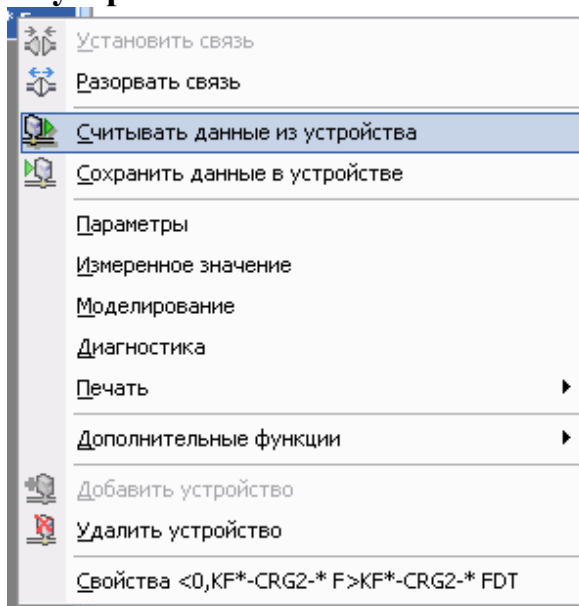 Установить связь
Разорвать связь
Считывать данные из устройства
Сохранить данные в устройстве
Параметры
Измеренное значение
Моделирование
Диагностика
Печать
Дополнительные функции
Добавить устройство
Удалить устройство
Свойства <0,KF*-CRG2-* F>KF*-CRG2-* FDT